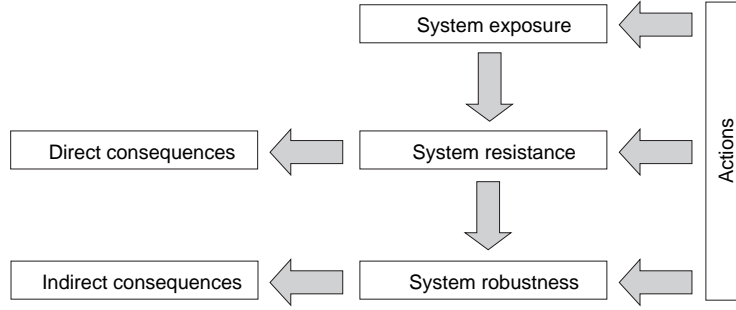 System exposure
Direct consequences
System resistance
Actions
Indirect consequences
System robustness